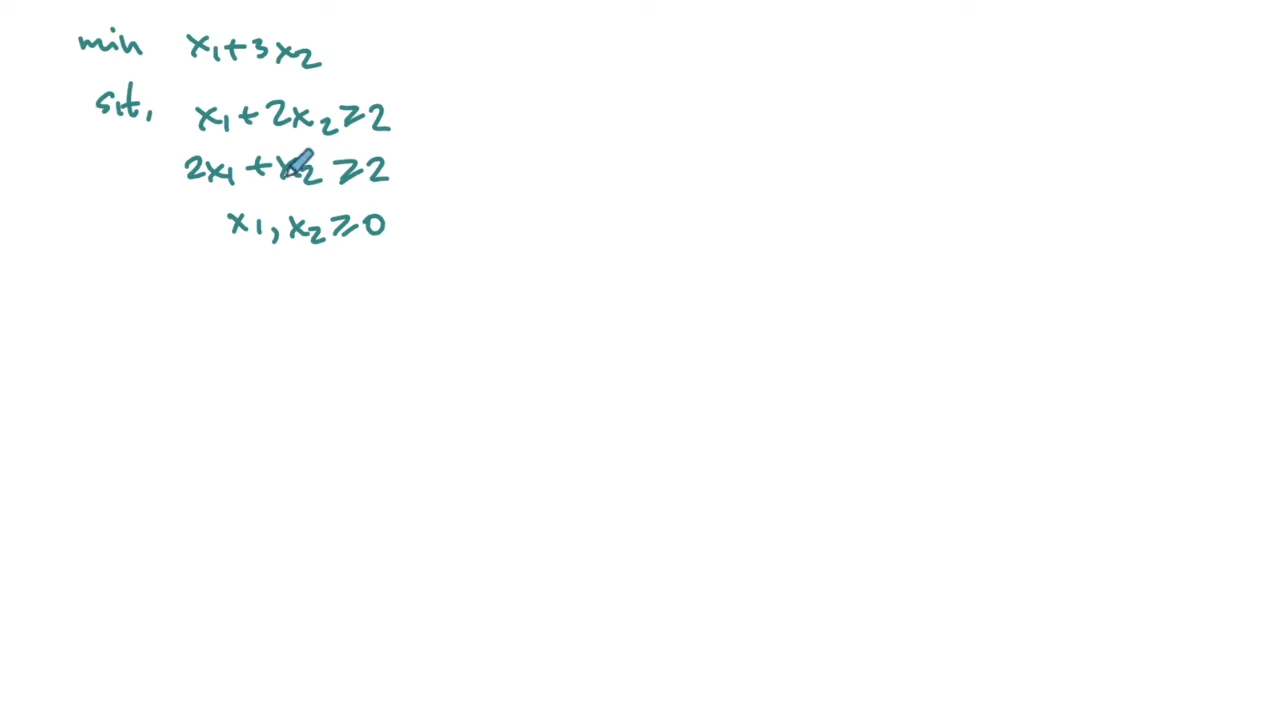 min x₁+3x₂
s.t. x₁+2x₂≥2
2x₁+x₂≥2
x₁,x₂≥0